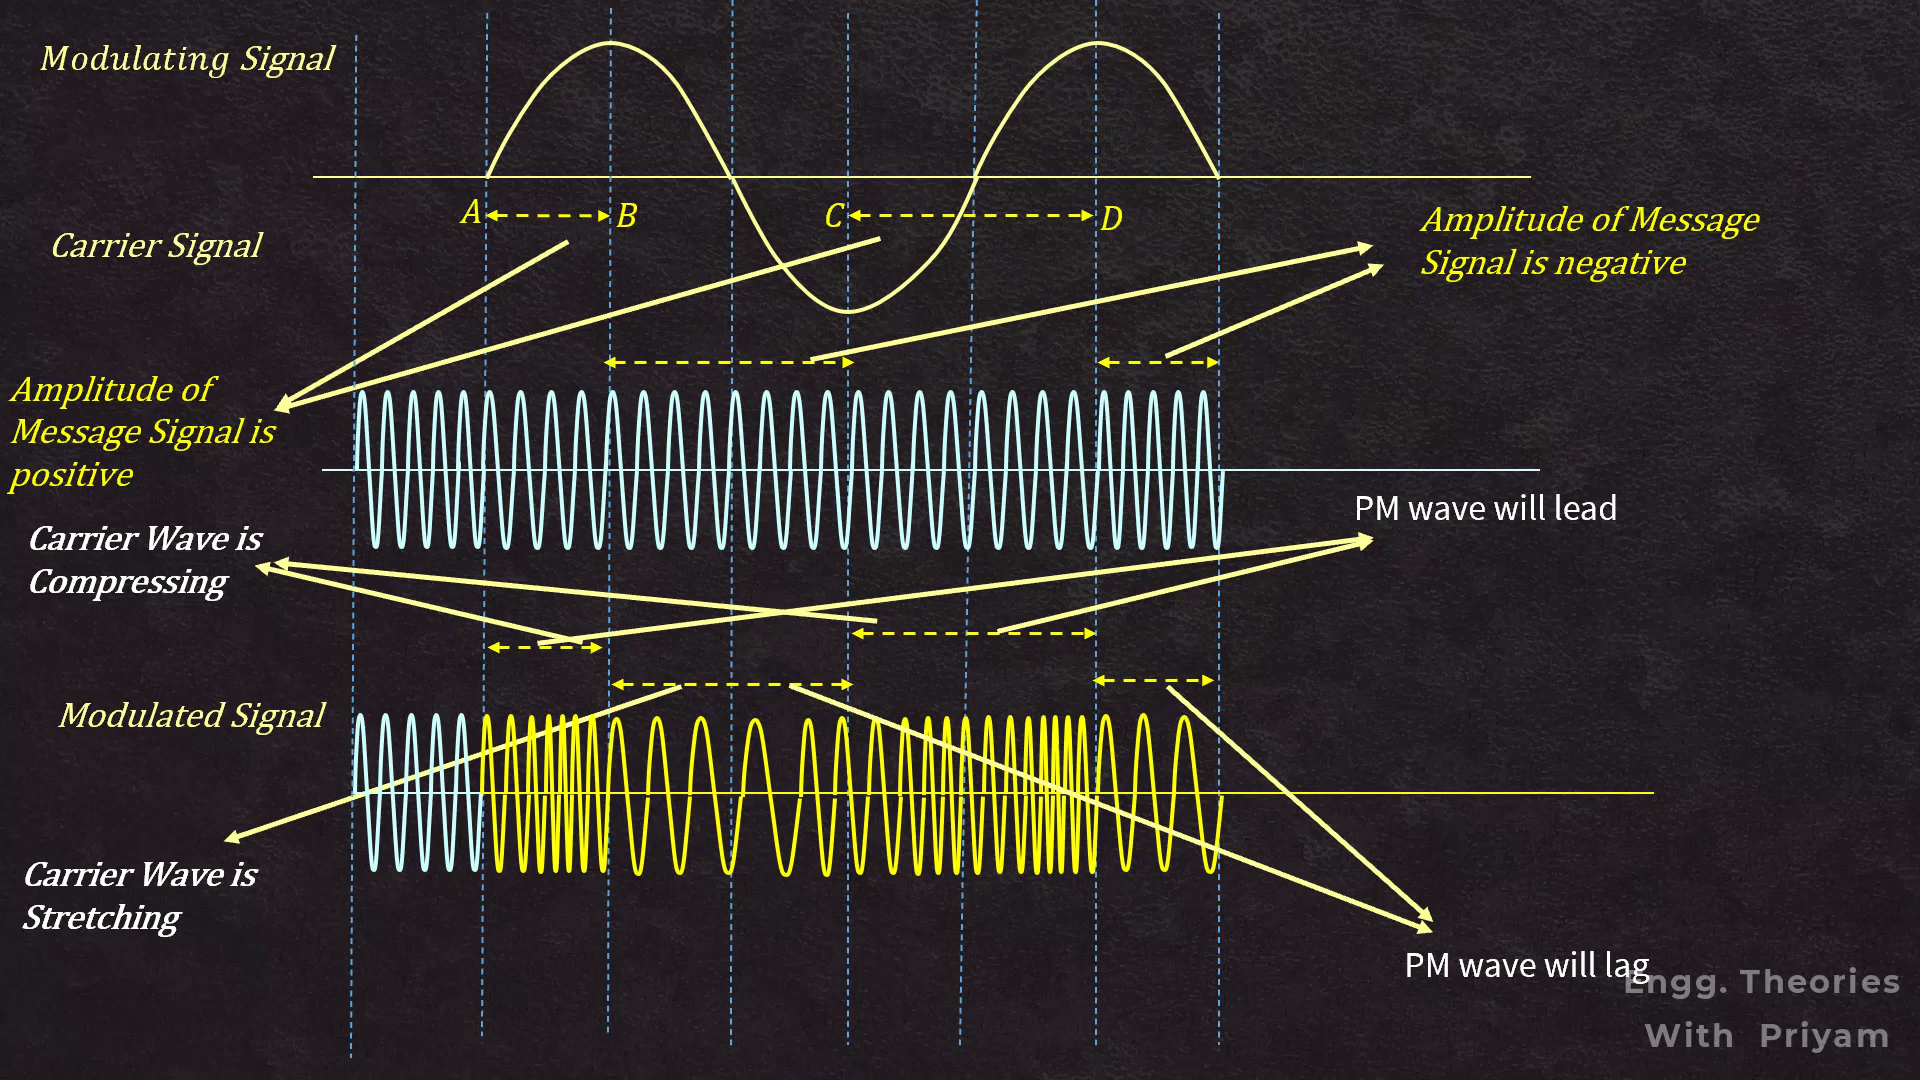 Modulating Signal
A
B
C
D
Carrier Signal
Amplitude of Message
Signal is negative
Amplitude of
Message Signal is
positive
PM wave will lead
Carrier Wave is
Compressing
Modulated Signal
Carrier Wave is
Stretching
PM wave will lag
Engg. Theories
With Priyam